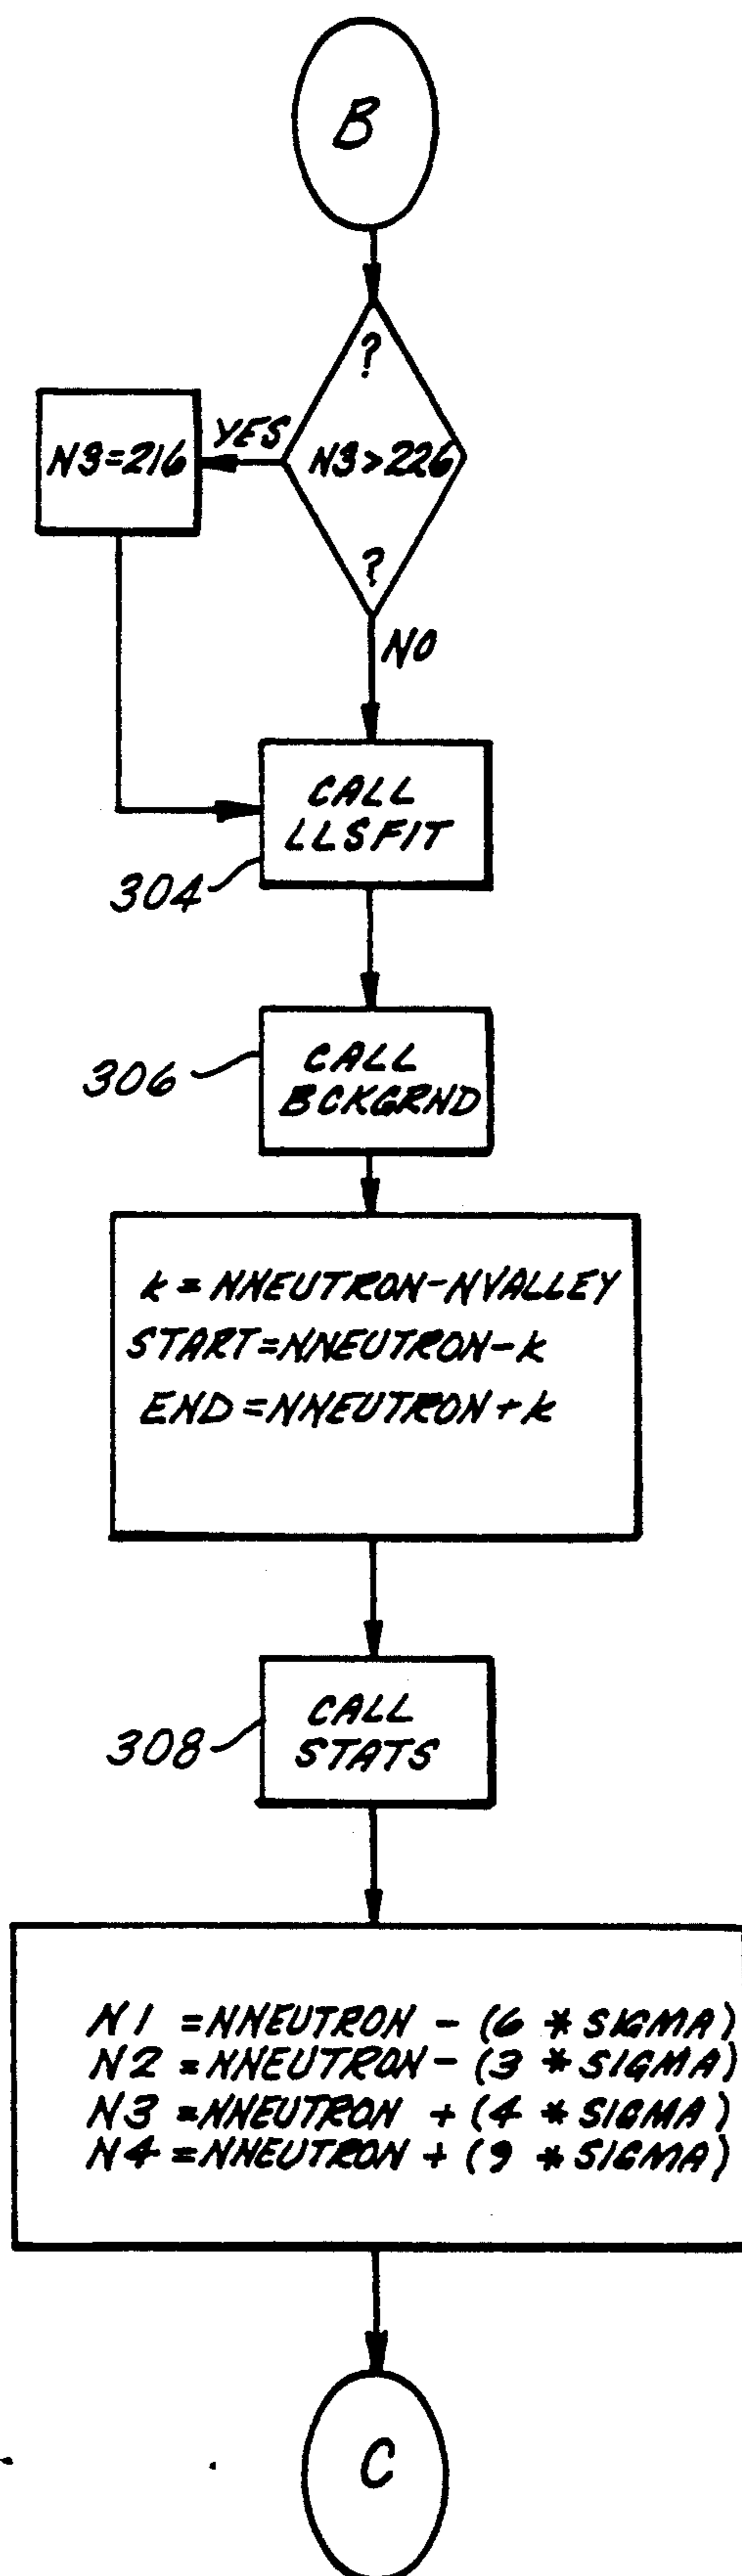 B
?
N3>226
?
YES
N3=216
NO
CALL
LLSFIT
304
CALL
BCKGRND
306
k = NNEUTRON-NVALLEY
START=NNEUTRON-k
END=NNEUTRON+k
CALL
STATS
308
N1 =NNEUTRON - (6 * SIGMA)
N2 =NNEUTRON- (3 * SIGMA)
N3 =NNEUTRON + (4 * SIGMA)
N4 =NNEUTRON + (9 * SIGMA)
C